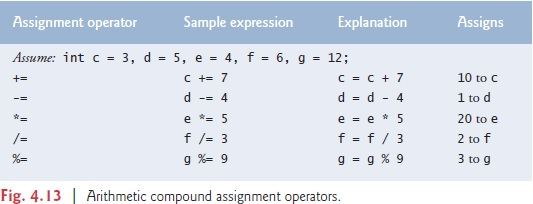 Assignment operator Sample expression Explanation Assigns
Assume: int c = 3, d = 5, e = 4, f = 6, g = 12;
+= c += 7 c = c + 7 10 to c
-= d -= 4 d = d - 4 1 to d
*= e *= 5 e = e * 5 20 to e
/= f /= 3 f = f / 3 2 to f
%= g %= 9 g = g % 9 3 to g
Fig. 4.13 | Arithmetic compound assignment operators.